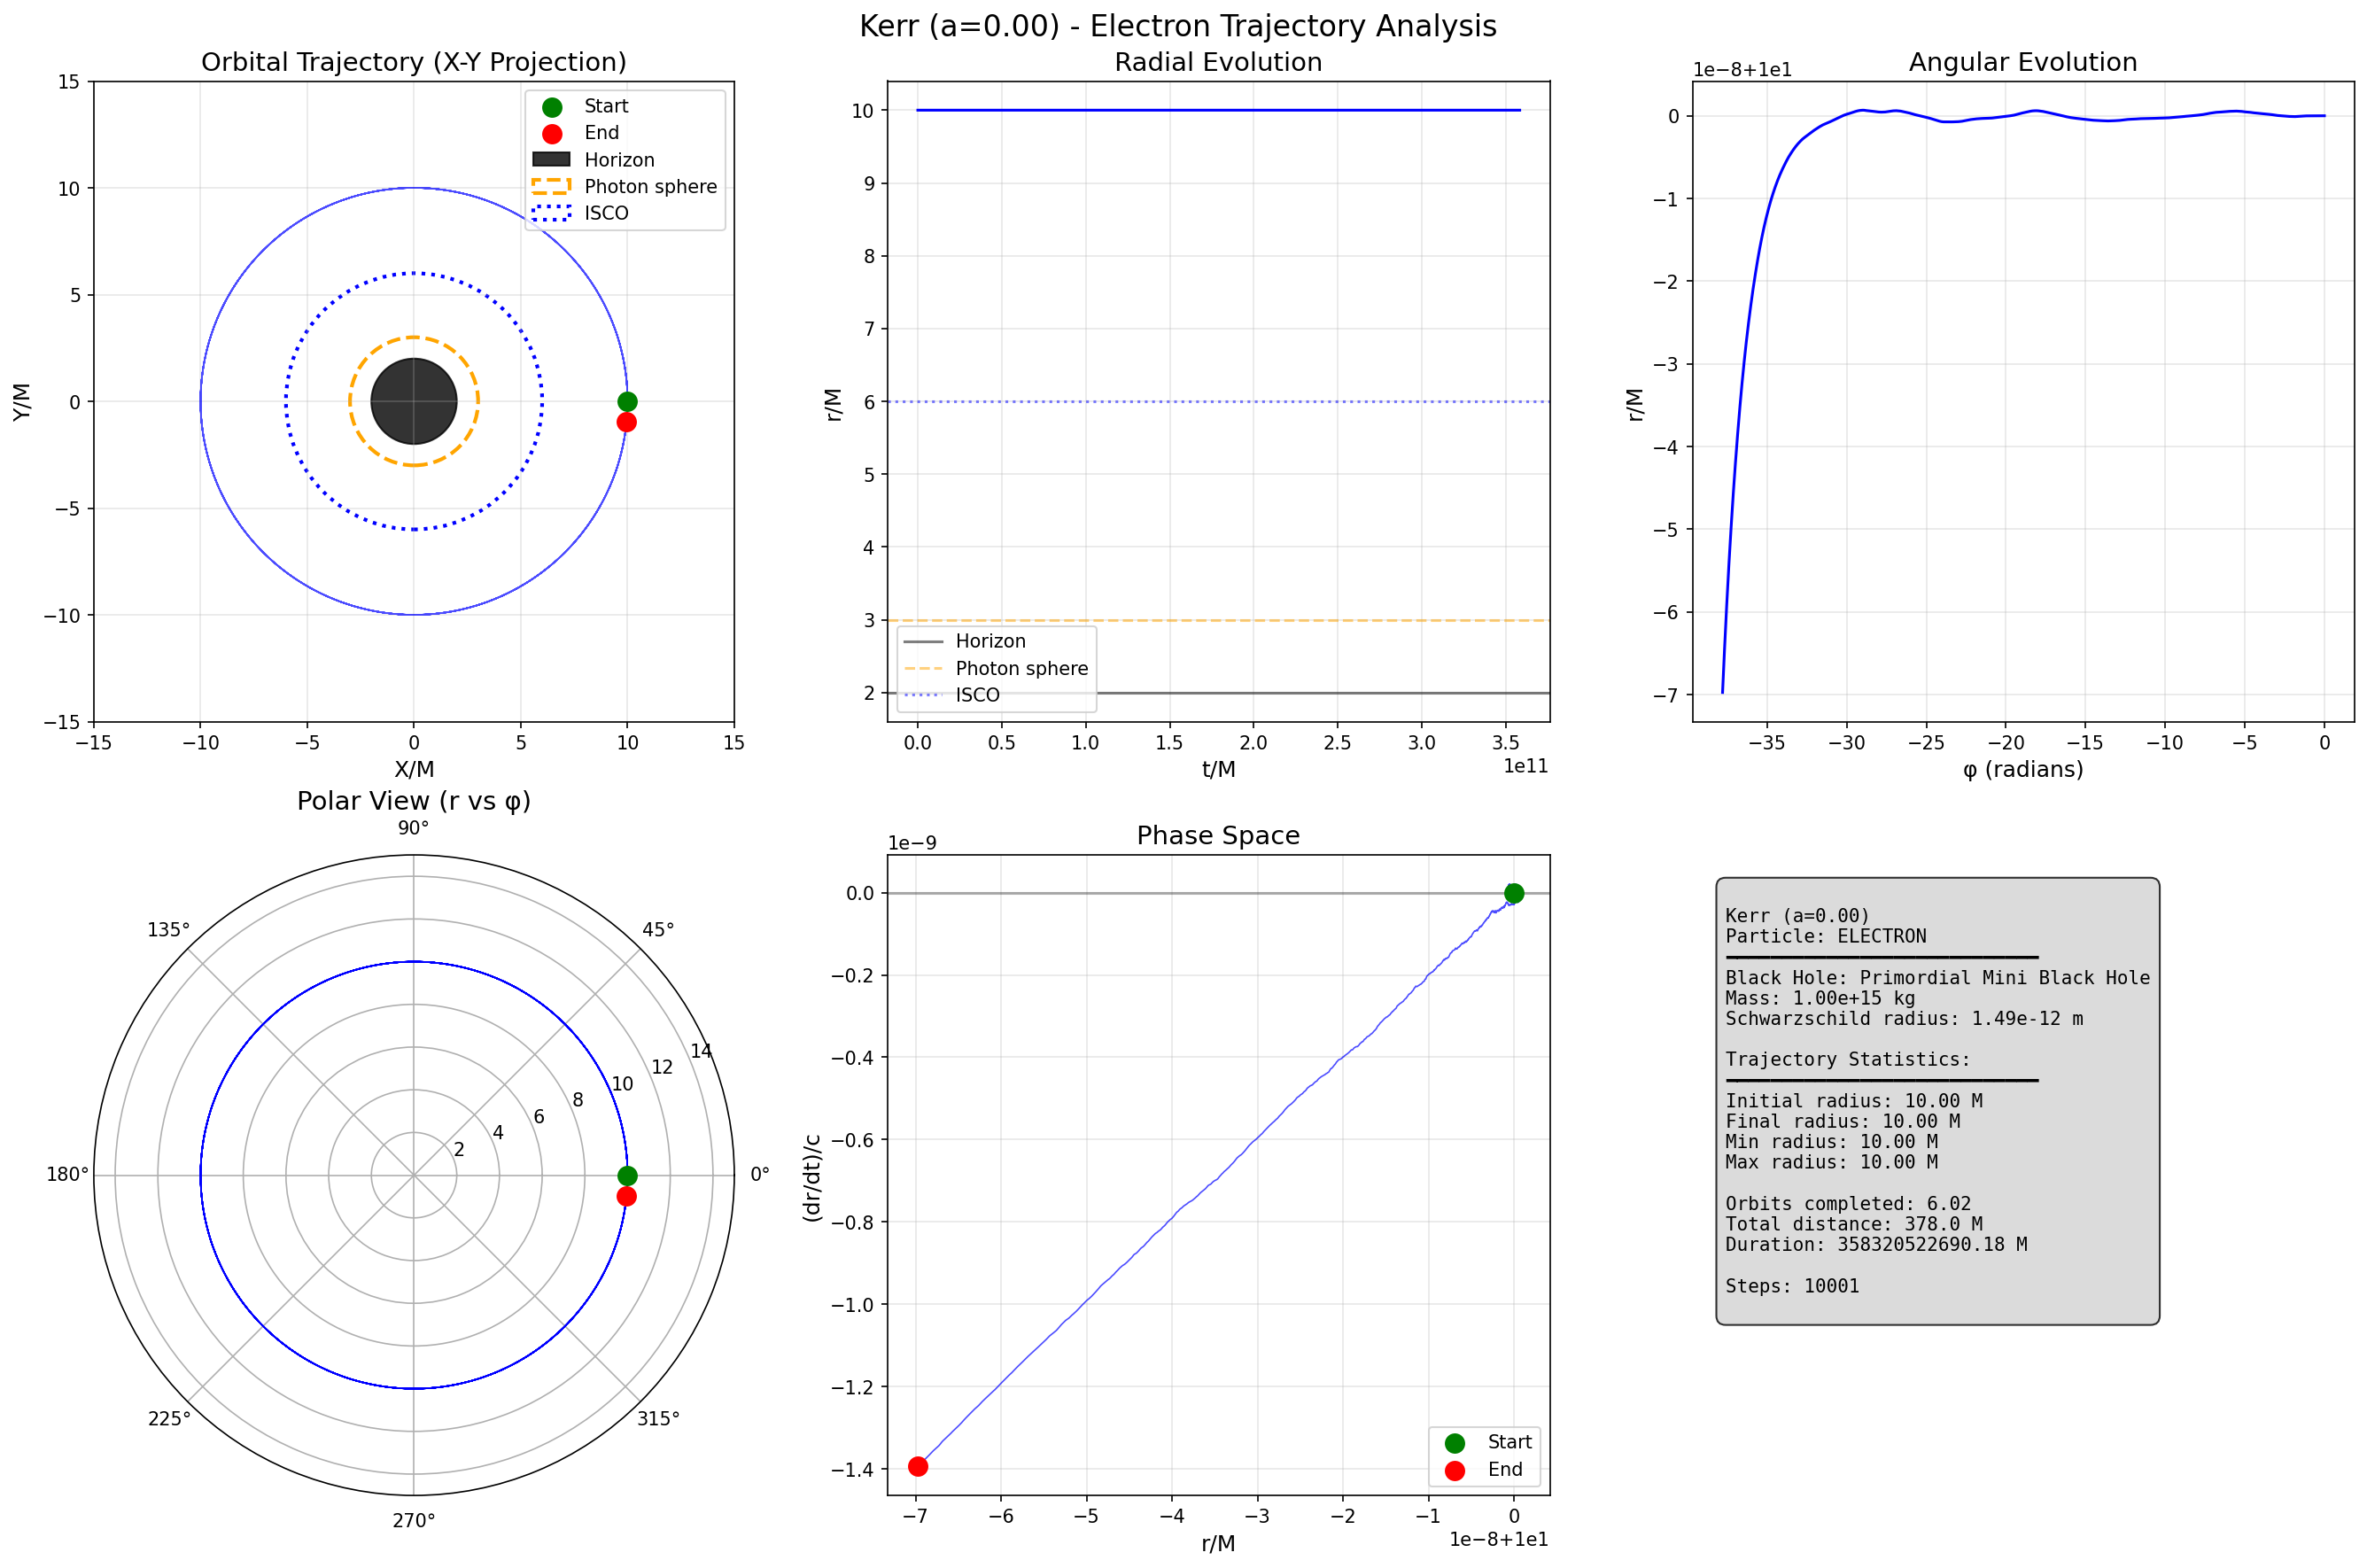 Kerr (a=0.00) - Electron Trajectory Analysis
Orbital Trajectory (X-Y Projection)
15
10
5
0
−5
−10
−15
−15
−10
−5
0
5
10
15
Y/M
X/M
Start
End
Horizon
Photon sphere
ISCO
Radial Evolution
10
9
8
7
6
5
4
3
2
0.0
0.5
1.0
1.5
2.0
2.5
3.0
3.5
1e11
r/M
t/M
Horizon
Photon sphere
ISCO
Angular Evolution
1e−8+1e1
0
−1
−2
−3
−4
−5
−6
−7
−35
−30
−25
−20
−15
−10
−5
0
r/M
φ (radians)
Polar View (r vs φ)
90°
135°
45°
180°
0°
225°
315°
270°
2
4
6
8
10
12
14
Phase Space
1e−9
0.0
−0.2
−0.4
−0.6
−0.8
−1.0
−1.2
−1.4
−7
−6
−5
−4
−3
−2
−1
0
1e−8+1e1
(dr/dt)/c
r/M
Start
End
Kerr (a=0.00)
Particle: ELECTRON
Black Hole: Primordial Mini Black Hole
Mass: 1.00e+15 kg
Schwarzschild radius: 1.49e-12 m
Trajectory Statistics:
Initial radius: 10.00 M
Final radius: 10.00 M
Min radius: 10.00 M
Max radius: 10.00 M
Orbits completed: 6.02
Total distance: 378.0 M
Duration: 358320522690.18 M
Steps: 10001